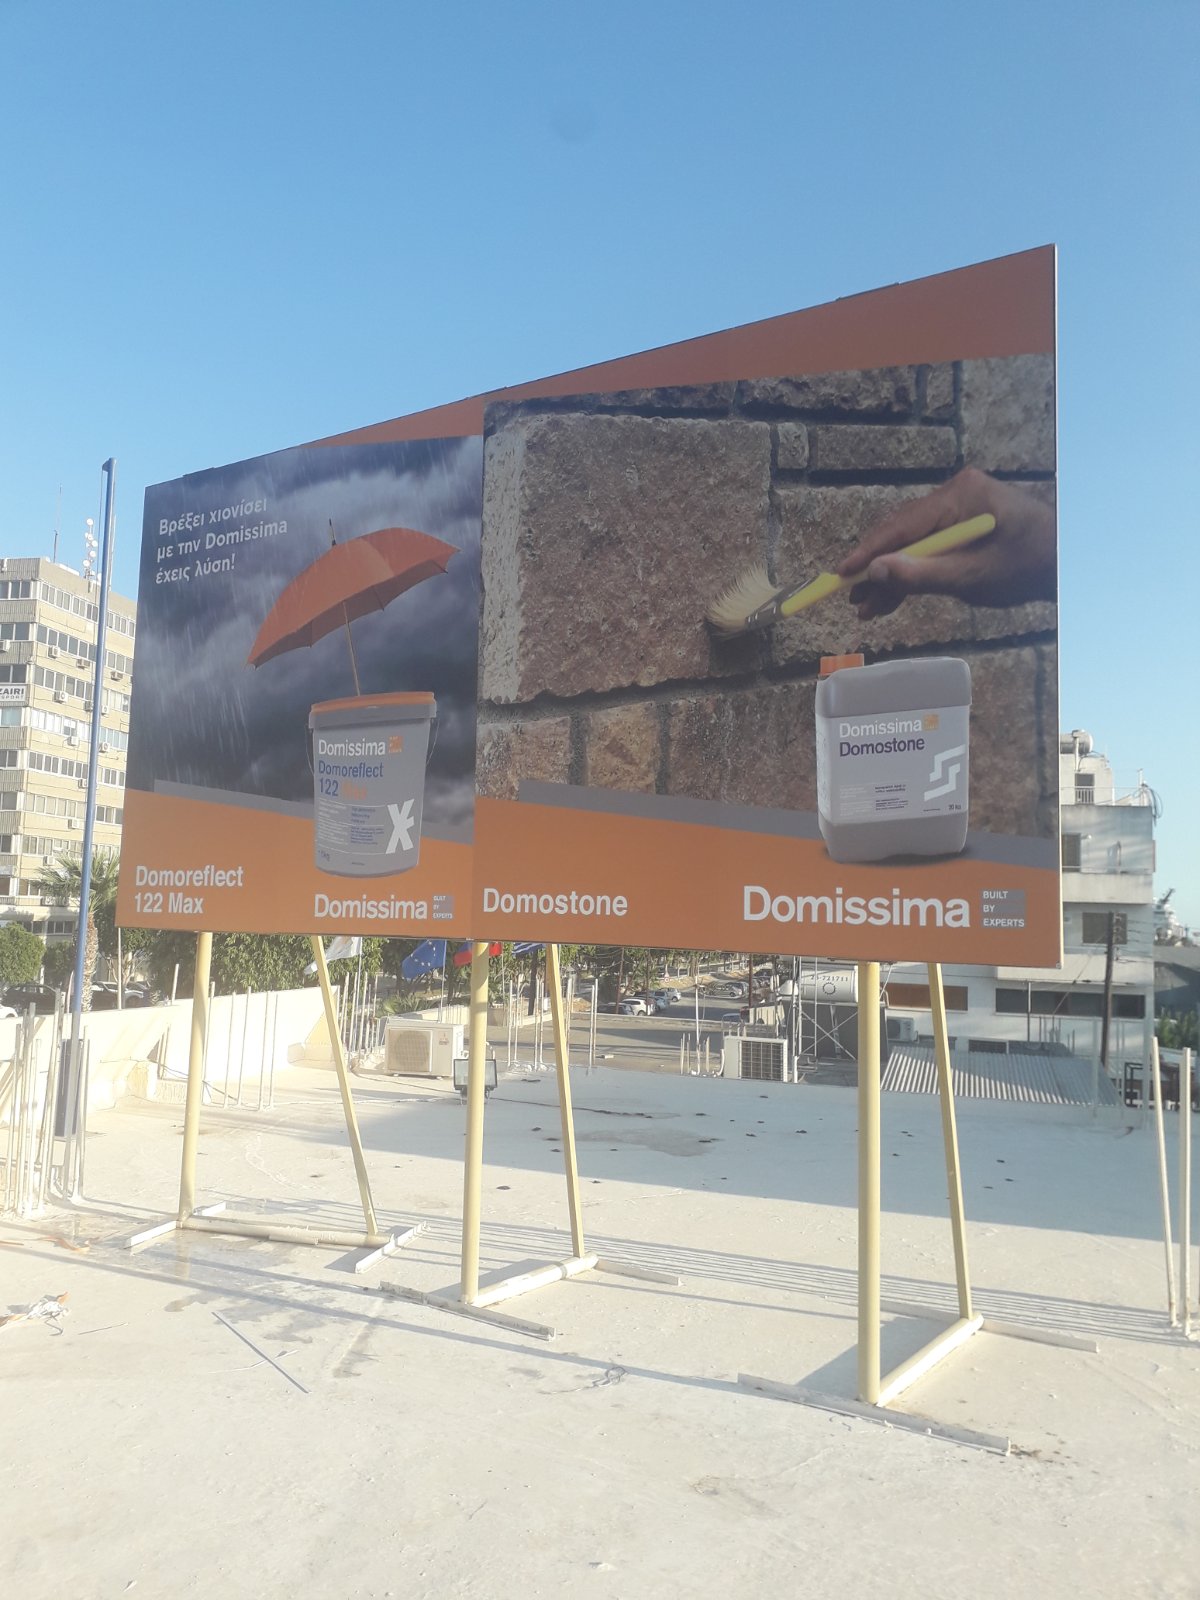 Βρέξει χιονίσει
με την Domissima
έχεις λύση!
Domissima
Domoreflect
122
X
Domoreflect
122 Max
Domissima
BUILT
BY
EXPERTS
Domissima
Domostone
Domostone
Domissima
BUILT
BY
EXPERTS
ZAIRI